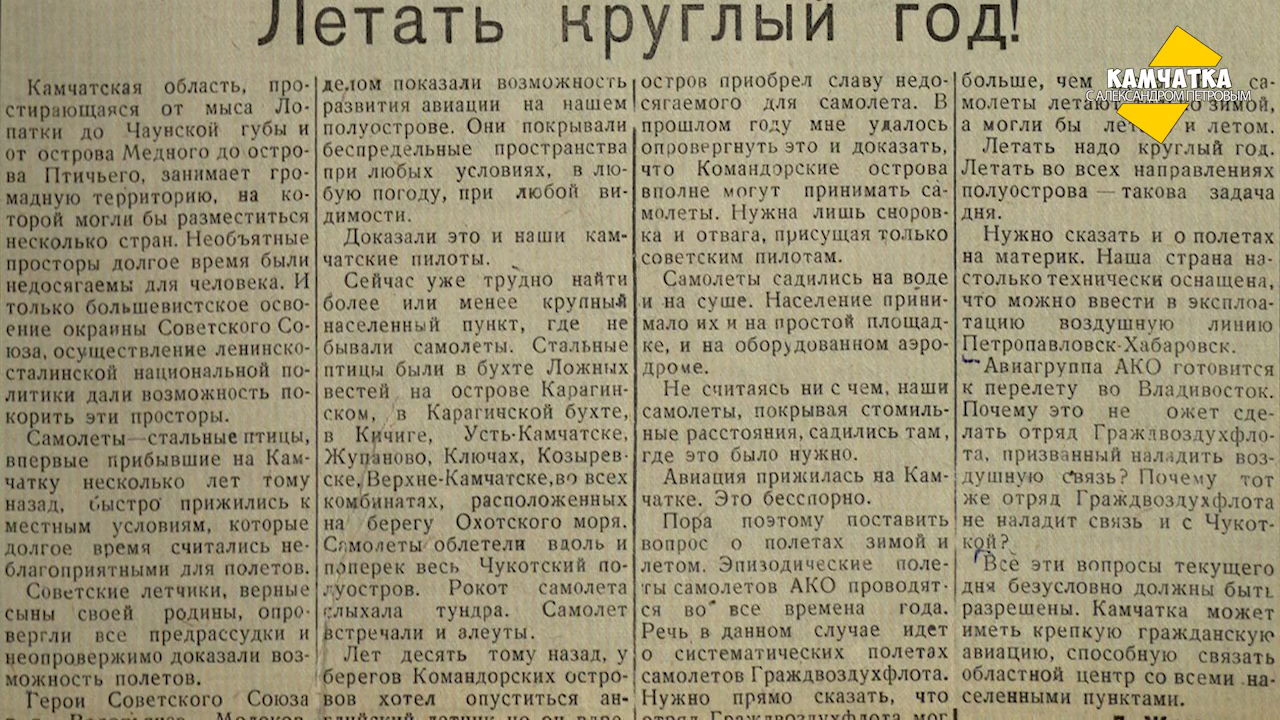 Летать круглый год!
КАМЧАТКА
С АЛЕКСАНДРОМ ПЕТРОВЫМ
Камчатская область, про-
стирающаяся от мыса Ло-
патки до Чаунской губы и
от острова Медного до остро-
ва Птичьего, занимает гро-
мадную территорию, на ко-
торой могли бы разместиться
несколько стран. Необъятные
просторы долгое время были
недосягаемы для человека. И
только большевистское осво-
ение окраины Советского Со-
юза, осуществление ленинско-
сталинской национальной по-
литики дали возможность по-
корить эти просторы.
Самолеты—стальные птицы,
впервые прибывшие на Кам-
чатку несколько лет тому
назад, быстро прижились к
местным условиям, которые
долгое время считались не-
благоприятными для полетов.
Советские летчики, верные
сыны своей родины, опро-
вергли все предрассудки и
неопровержимо доказали воз-
можность полетов.
Герои Советского Союза
делом показали возможность
развития авиации на нашем
полуострове. Они покрывали
беспредельные пространства
при любых условиях, в лю-
бую погоду, при любой ви-
димости.
Доказали это и наши кам-
чатские пилоты.
Сейчас уже трудно найти
более или менее крупный
населенный пункт, где не
бывали самолеты. Стальные
птицы были в бухте Ложных
вестей на острове Карагин-
ском, в Карагинской бухте,
в Кичиге, Усть-Камчатске,
Жупаново, Ключах, Козырев-
ске, Верхне-Камчатске, во всех
комбинатах, расположенных
на берегу Охотского моря.
Самолеты облетели вдоль и
поперек весь Чукотский по-
луостров. Рокот самолета
слыхала тундра. Самолет
встречали и алеуты.
Лет десять тому назад, у
берегов Командорских остро-
вов хотел опуститься ан-
глийский летчик но он
остров приобрел славу недо-
сягаемого для самолета. В
прошлом году мне удалось
опровергнуть это и доказать,
что Командорские острова
вполне могут принимать са-
молеты. Нужна лишь сноров-
ка и отвага, присущая только
советским пилотам.
Самолеты садились на воде
и на суше. Население прини-
мало их и на простой площад-
ке, и на оборудованном аэро-
дроме.
Не считаясь ни с чем, наши
самолеты, покрывая стомиль-
ные расстояния, садились там,
где это было нужно.
Авиация прижилась на Кам-
чатке. Это бесспорно.
Пора поэтому поставить
вопрос о полетах зимой и
летом. Эпизодические поле-
ты самолетов АКО проводят-
ся во все времена года.
Речь в данном случае идет
о систематических полетах
самолетов Граждвоздухфлота.
Нужно прямо сказать, что
отряд Граждвоздухфлота мог
больше, чем са-
молеты летают зимой,
а могли бы и летом.
Летать надо круглый год.
Летать во всех направлениях
полуострова — такова задача
дня.
Нужно сказать и о полетах
на материк. Наша страна на-
столько технически оснащена,
что можно ввести в эксплоа-
тацию воздушную линию
Петропавловск-Хабаровск.
Авиагруппа АКО готовится
к перелету во Владивосток.
Почему это не ожет сде-
лать отряд Граждвоздухфло-
та, призванный наладить воз-
душную связь? Почему тот
же отряд Граждвоздухфлота
не наладит связь и с Чукот-
кой?
Все эти вопросы текущего
дня безусловно должны быть
разрешены. Камчатка может
иметь крепкую гражданскую
авиацию, способную связать
областной центр со всеми на-
селенными пунктами.